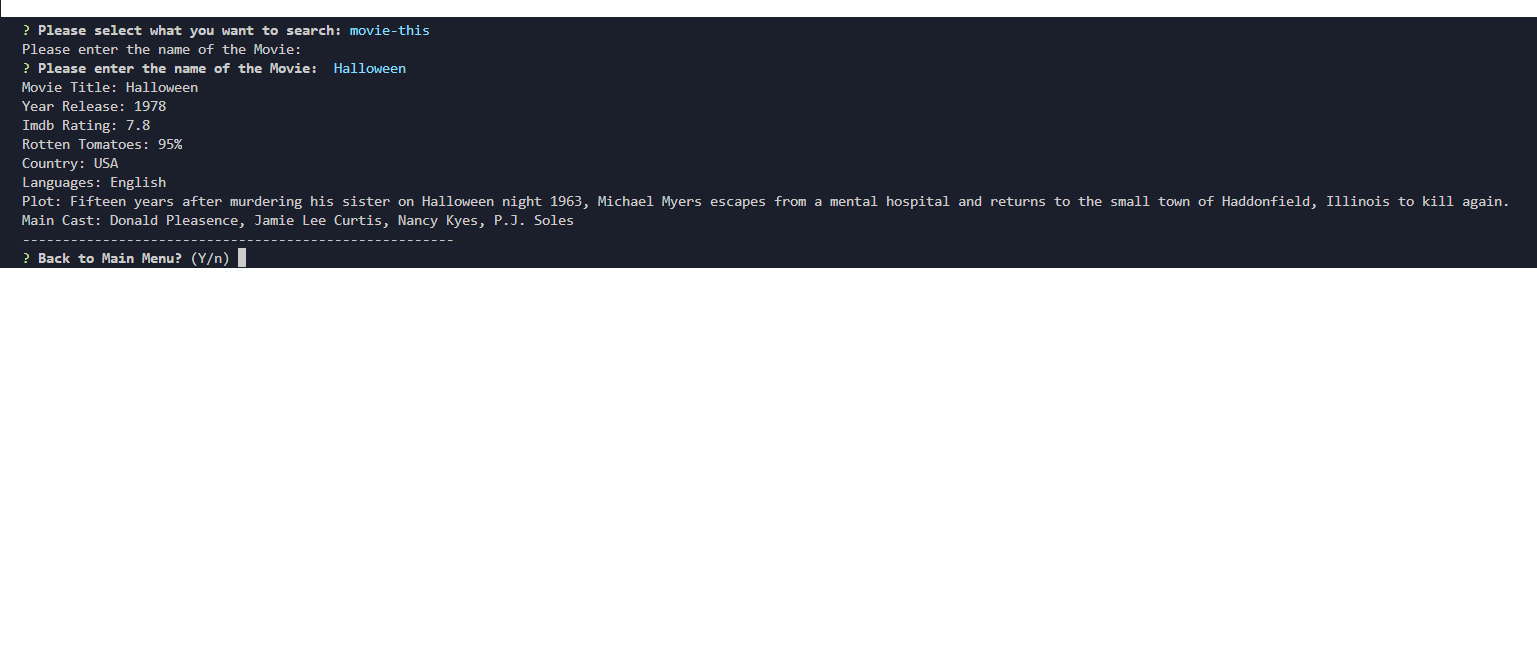 ? Please select what you want to search: movie-this
Please enter the name of the Movie:
? Please enter the name of the Movie:  Halloween
Movie Title: Halloween
Year Release: 1978
Imdb Rating: 7.8
Rotten Tomatoes: 95%
Country: USA
Languages: English
Plot: Fifteen years after murdering his sister on Halloween night 1963, Michael Myers escapes from a mental hospital and returns to the small town of Haddonfield, Illinois to kill again.
Main Cast: Donald Pleasence, Jamie Lee Curtis, Nancy Kyes, P.J. Soles
------------------------------------------------------
? Back to Main Menu? (Y/n)